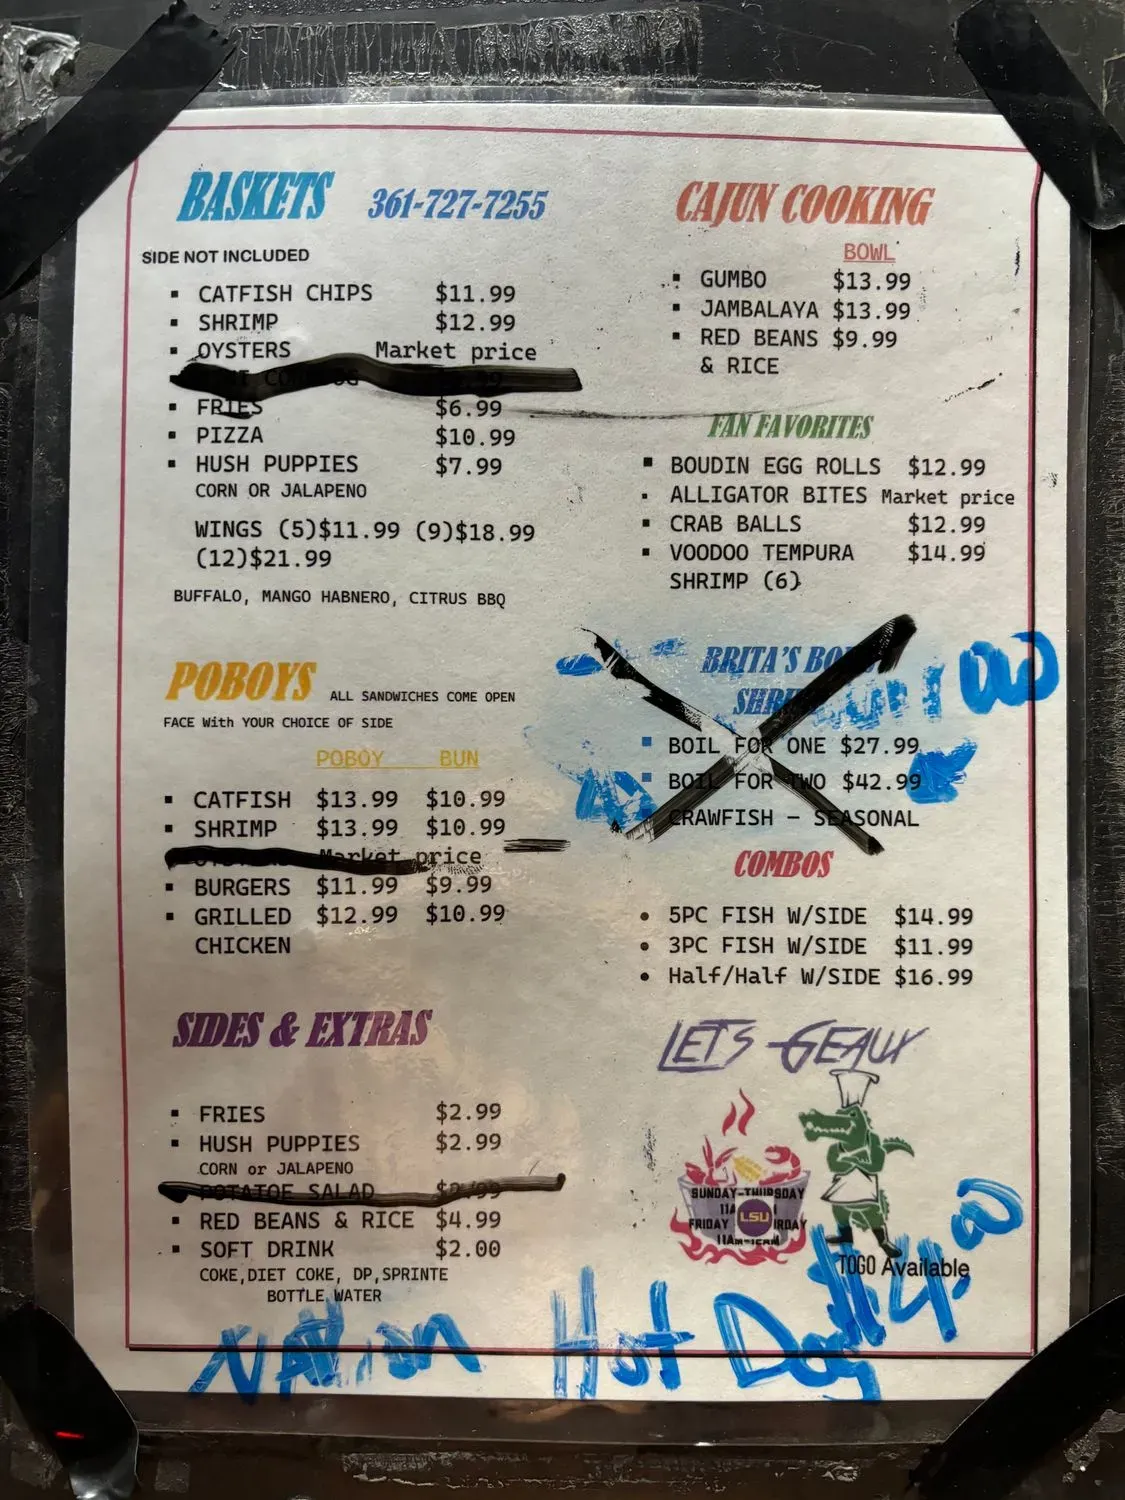 BASKETS 361-727-7255
SIDE NOT INCLUDED
CATFISH CHIPS $11.99
SHRIMP $12.99
OYSTERS Market price
FRIES $6.99
PIZZA $10.99
HUSH PUPPIES $7.99
CORN OR JALAPENO
WINGS (5)$11.99 (9)$18.99
(12)$21.99
BUFFALO, MANGO HABNERO, CITRUS BBQ
POBOYS ALL SANDWICHES COME OPEN
FACE With YOUR CHOICE OF SIDE
POBOY BUN
CATFISH $13.99 $10.99
SHRIMP $13.99 $10.99
Market price
BURGERS $11.99 $9.99
GRILLED $12.99 $10.99
CHICKEN
SIDES & EXTRAS
FRIES $2.99
HUSH PUPPIES $2.99
CORN or JALAPENO
POTATOE SALAD $2.99
RED BEANS & RICE $4.99
SOFT DRINK $2.00
COKE,DIET COKE, DP,SPRINTE
BOTTLE WATER
CAJUN COOKING
BOWL
GUMBO $13.99
JAMBALAYA $13.99
RED BEANS $9.99
& RICE
FAN FAVORITES
BOUDIN EGG ROLLS $12.99
ALLIGATOR BITES Market price
CRAB BALLS $12.99
VOODOO TEMPURA $14.99
SHRIMP (6)
BRITA'S
BOIL FOR ONE $27.99
BOIL FOR TWO $42.99
CRAWFISH – SEASONAL
COMBOS
5PC FISH W/SIDE $14.99
3PC FISH W/SIDE $11.99
Half/Half W/SIDE $16.99
LET'S GEAUX
SUNDAY-THURSDAY
LSU
FRIDAY
TOGO Available
Hot Dog $4.00